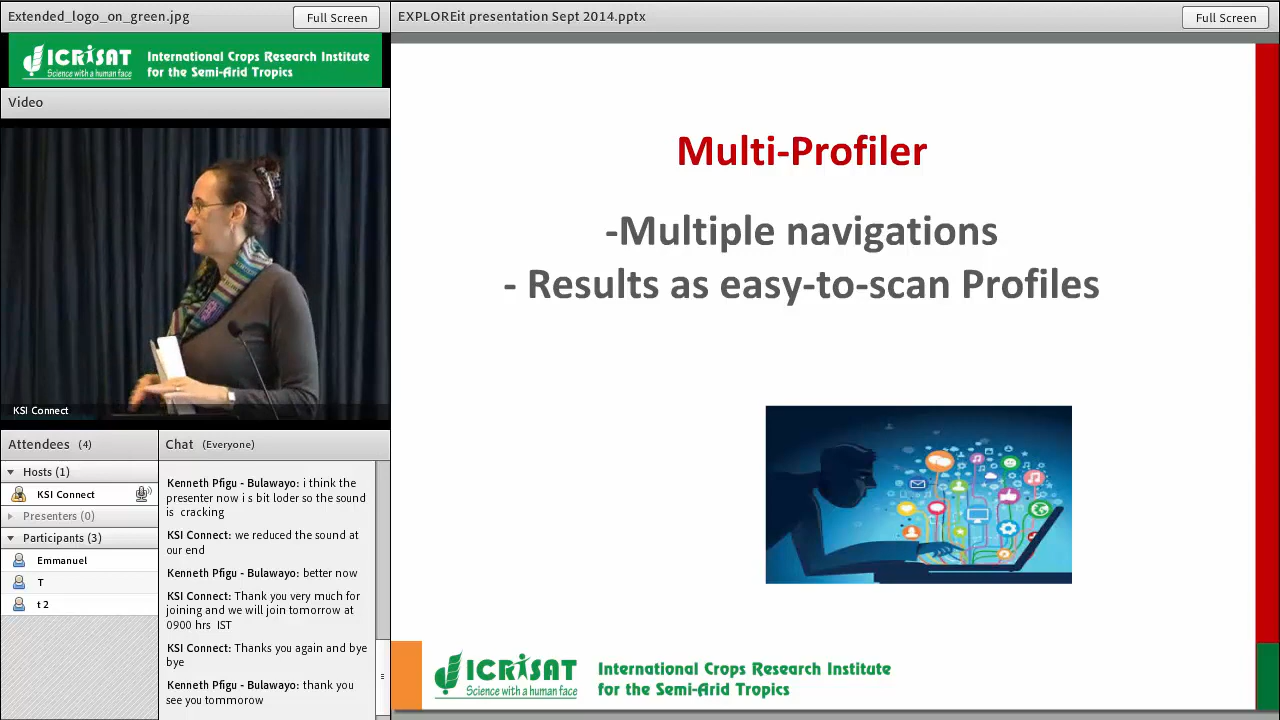 Extended_logo_on_green.jpg
Full Screen
ICRISAT
Science with a human face
International Crops Research Institute
for the Semi-Arid Tropics
Video
KSI Connect
Attendees (4)
Hosts (1)
KSI Connect
Presenters (0)
Participants (3)
Emmanuel
T
t 2
Chat (Everyone)
Kenneth Pfigu - Bulawayo: i think the
presenter now i s bit loder so the sound
is cracking
KSI Connect: we reduced the sound at
our end
Kenneth Pfigu - Bulawayo: better now
KSI Connect: Thank you very much for
joining and we will join tomorrow at
0900 hrs IST
KSI Connect: Thanks you again and bye
bye
Kenneth Pfigu - Bulawayo: thank you
see you tommorow
EXPLOREit presentation Sept 2014.pptx
Full Screen
Multi-Profiler
-Multiple navigations
- Results as easy-to-scan Profiles
ICRISAT
Science with a human face
International Crops Research Institute
for the Semi-Arid Tropics